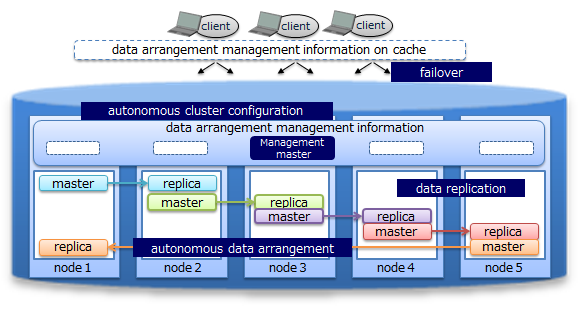 client
client
client
data arrangement management information on cache
failover
autonomous cluster configuration
data arrangement management information
Management
master
master
replica
master
replica
master
data replication
replica
master
replica
master
replica
autonomous data arrangement
node 1
node 2
node 3
node 4
node 5